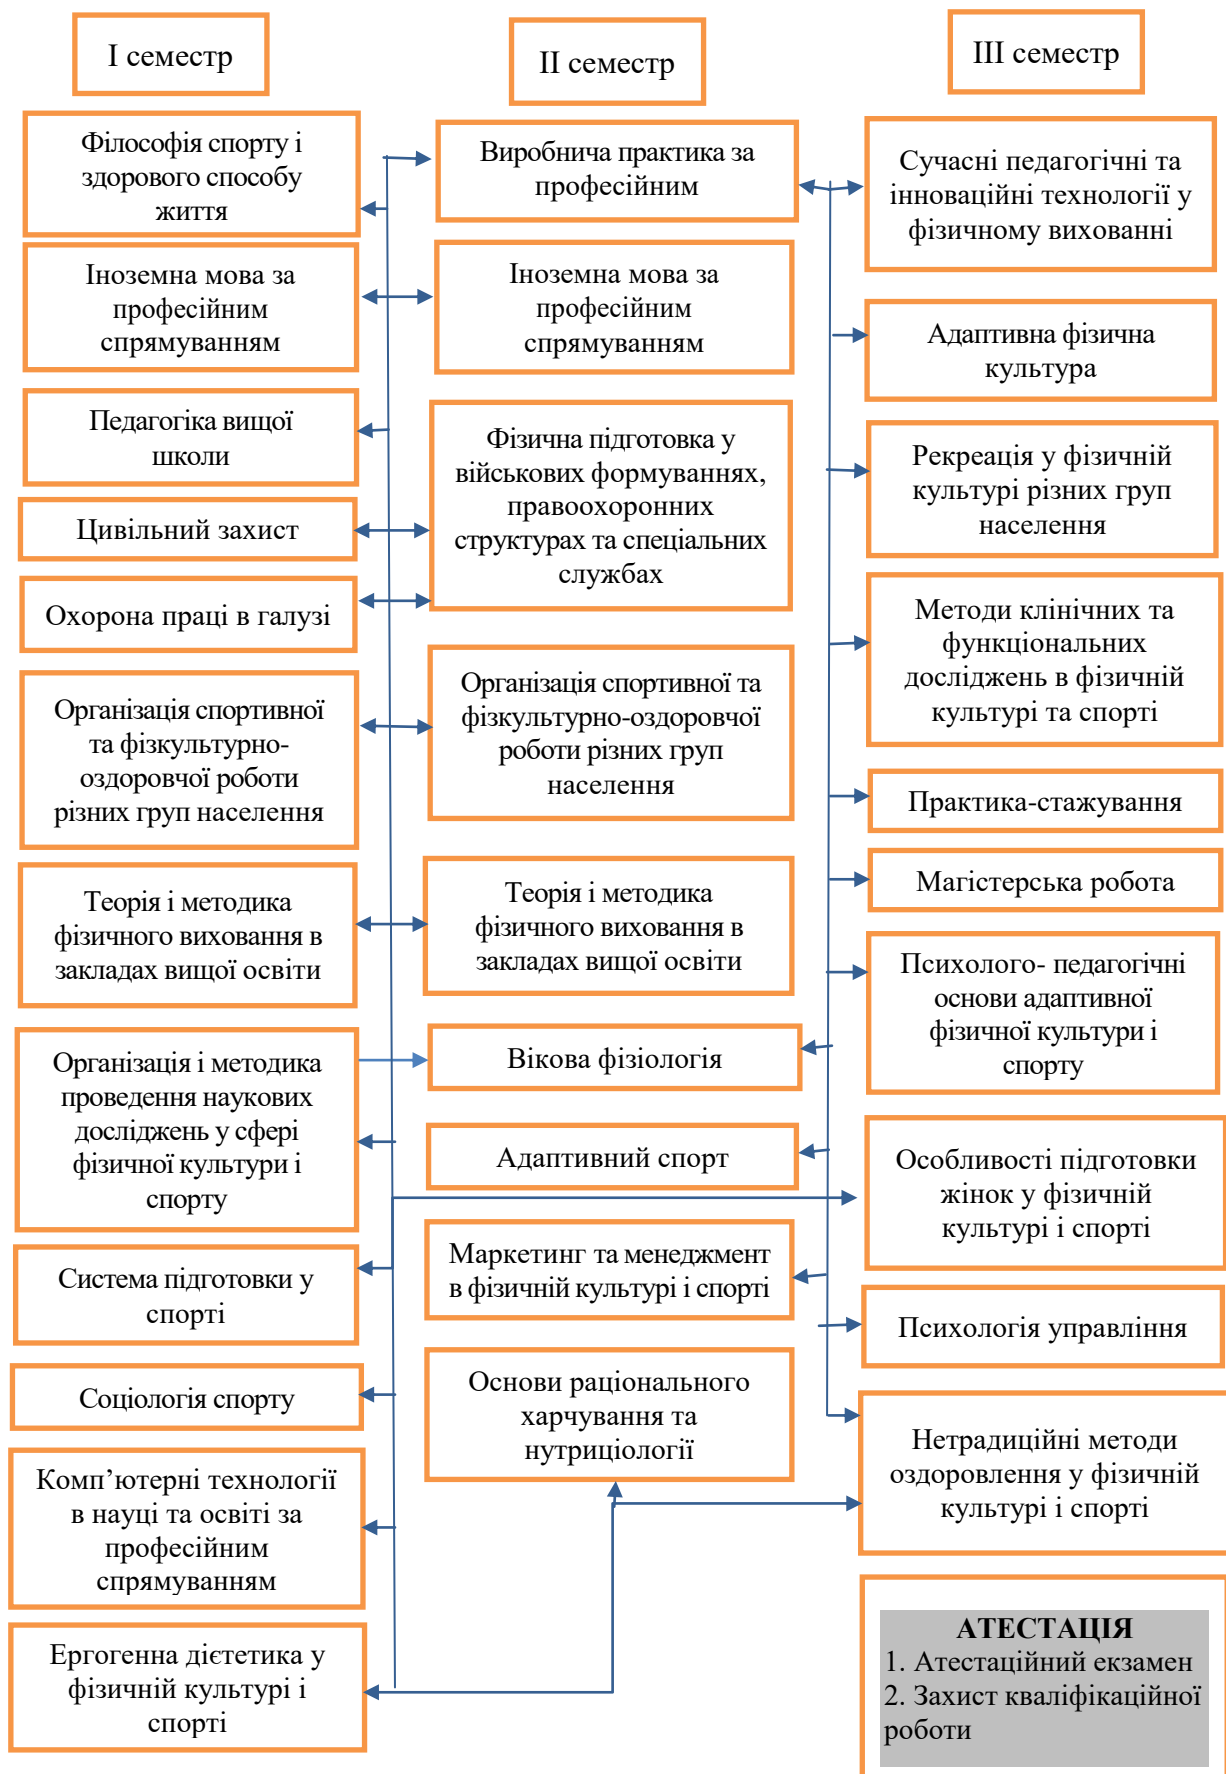 I семестр
II семестр
III семестр
Філософія спорту і
здорового способу
життя
Іноземна мова за
професійним
спрямуванням
Педагогіка вищої
школи
Цивільний захист
Охорона праці в галузі
Організація спортивної
та фізкультурно-
оздоровчої роботи
різних груп населення
Теорія і методика
фізичного виховання в
закладах вищої освіти
Організація і методика
проведення наукових
досліджень у сфері
фізичної культури і
спорту
Система підготовки у
спорті
Соціологія спорту
Комп’ютерні технології
в науці та освіті за
професійним
спрямуванням
Ергогенна дієтетика у
фізичній культурі і
спорті
Виробнича практика за
професійним
Іноземна мова за
професійним
спрямуванням
Фізична підготовка у
військових формуваннях,
правоохоронних
структурах та спеціальних
службах
Організація спортивної та
фізкультурно-оздоровчої
роботи різних груп
населення
Теорія і методика
фізичного виховання в
закладах вищої освіти
Вікова фізіологія
Адаптивний спорт
Маркетинг та менеджмент
в фізичній культурі і спорті
Основи раціонального
харчування та
нутриціології
Сучасні педагогічні та
інноваційні технології у
фізичному вихованні
Адаптивна фізична
культура
Рекреація у фізичній
культурі різних груп
населення
Методи клінічних та
функціональних
досліджень в фізичній
культурі та спорті
Практика-стажування
Магістерська робота
Психолого- педагогічні
основи адаптивної
фізичної культури і
спорту
Особливості підготовки
жінок у фізичній
культурі і спорті
Психологія управління
Нетрадиційні методи
оздоровлення у фізичній
культурі і спорті
АТЕСТАЦІЯ
1. Атестаційний екзамен
2. Захист кваліфікаційної
роботи